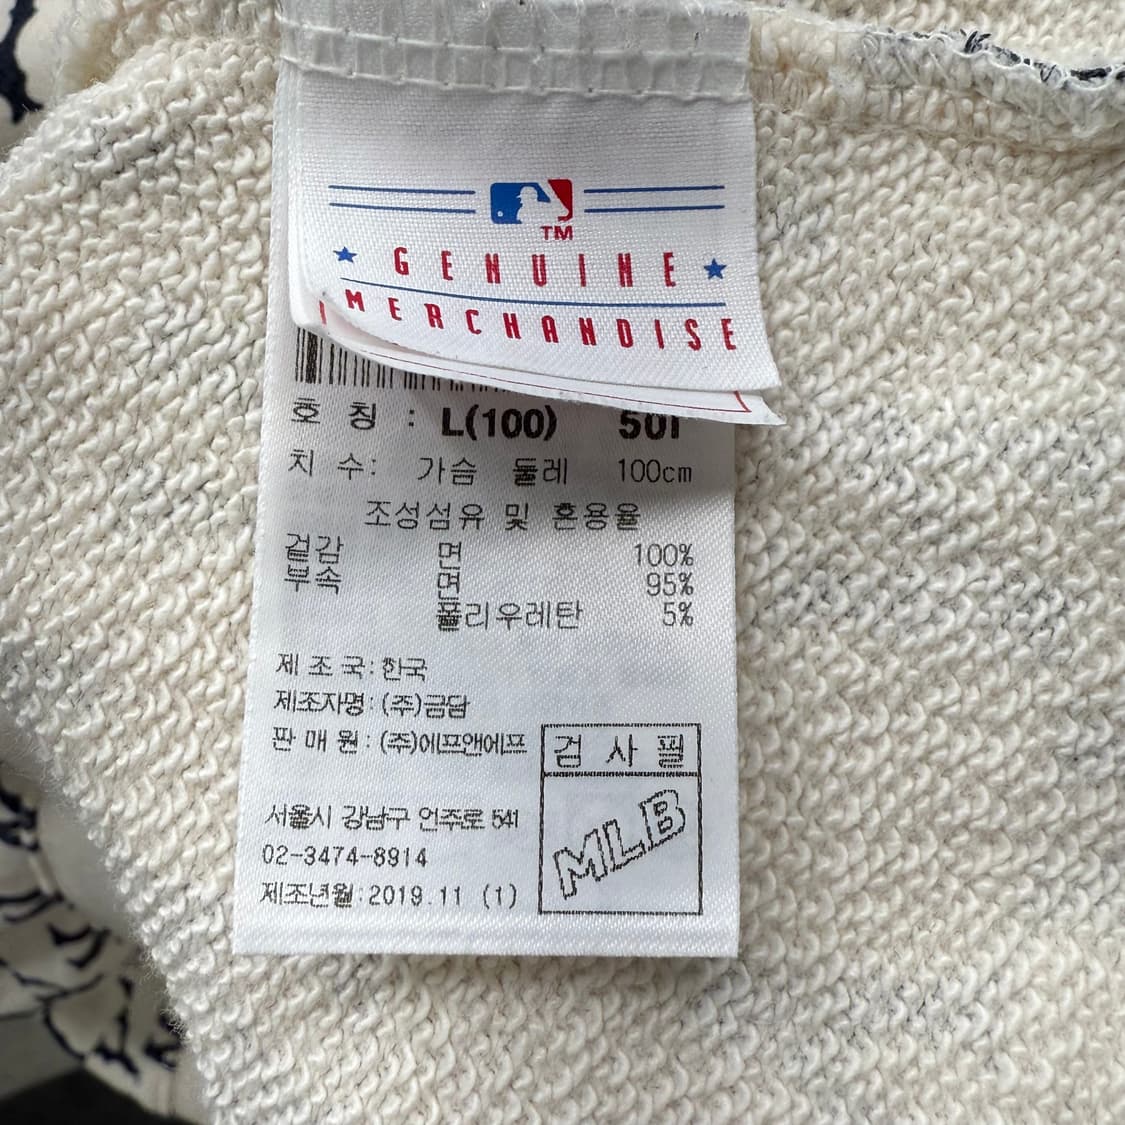 TM
GENUINE
MERCHANDISE
호 칭 : L(100)
치 수: 가슴 둘레 100cm
조성섬유 및 혼용율
겉감 면 100%
부속 면 95%
폴리우레탄 5%
제 조 국: 한국
제조자명: (주)금담
판 매 원: (주)에프앤에프
검 사 필
MLB
서울시 강남구 언주로 541
02-3474-8914
제조년월:2019.11 (1)